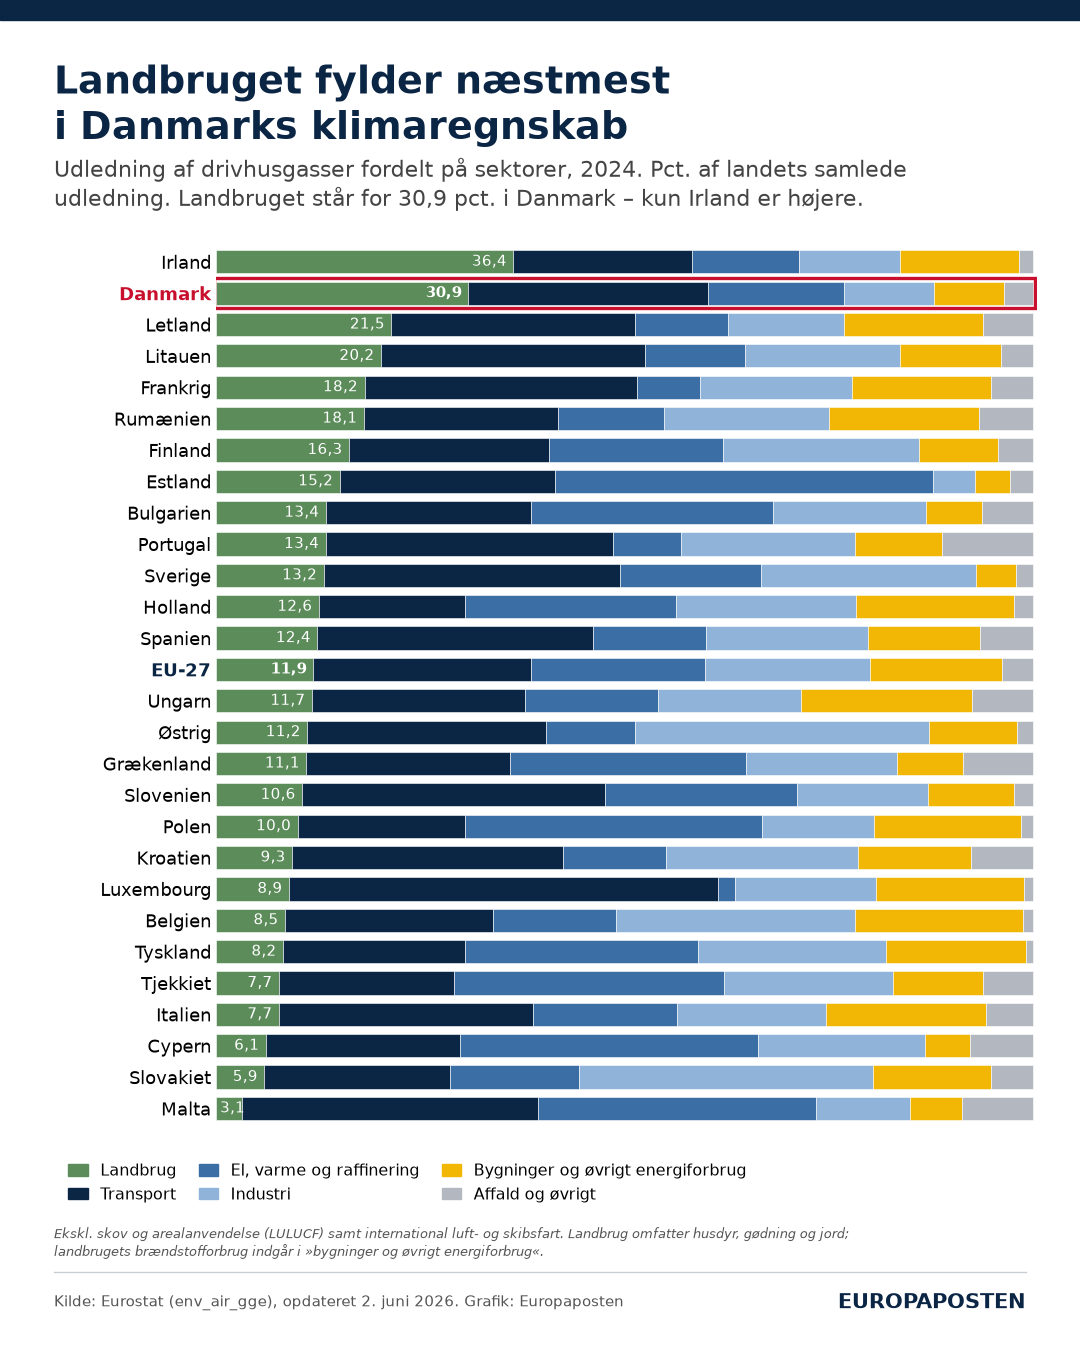 Landbruget fylder næstmest
i Danmarks klimaregnskab
Udledning af drivhusgasser fordelt på sektorer, 2024. Pct. af landets samlede
udledning. Landbruget står for 30,9 pct. i Danmark – kun Irland er højere.
Irland 36,4
Danmark 30,9
Letland 21,5
Litauen 20,2
Frankrig 18,2
Rumænien 18,1
Finland 16,3
Estland 15,2
Bulgarien 13,4
Portugal 13,4
Sverige 13,2
Holland 12,6
Spanien 12,4
EU-27 11,9
Ungarn 11,7
Østrig 11,2
Grækenland 11,1
Slovenien 10,6
Polen 10,0
Kroatien 9,3
Luxembourg 8,9
Belgien 8,5
Tyskland 8,2
Tjekkiet 7,7
Italien 7,7
Cypern 6,1
Slovakiet 5,9
Malta 3,1
Landbrug El, varme og raffinering Bygninger og øvrigt energiforbrug
Transport Industri Affald og øvrigt
Ekskl. skov og arealanvendelse (LULUCF) samt international luft- og skibsfart. Landbrug omfatter husdyr, gødning og jord;
landbrugets brændstofforbrug indgår i »bygninger og øvrigt energiforbrug«.
Kilde: Eurostat (env_air_gge), opdateret 2. juni 2026. Grafik: Europaposten
EUROPAPOSTEN